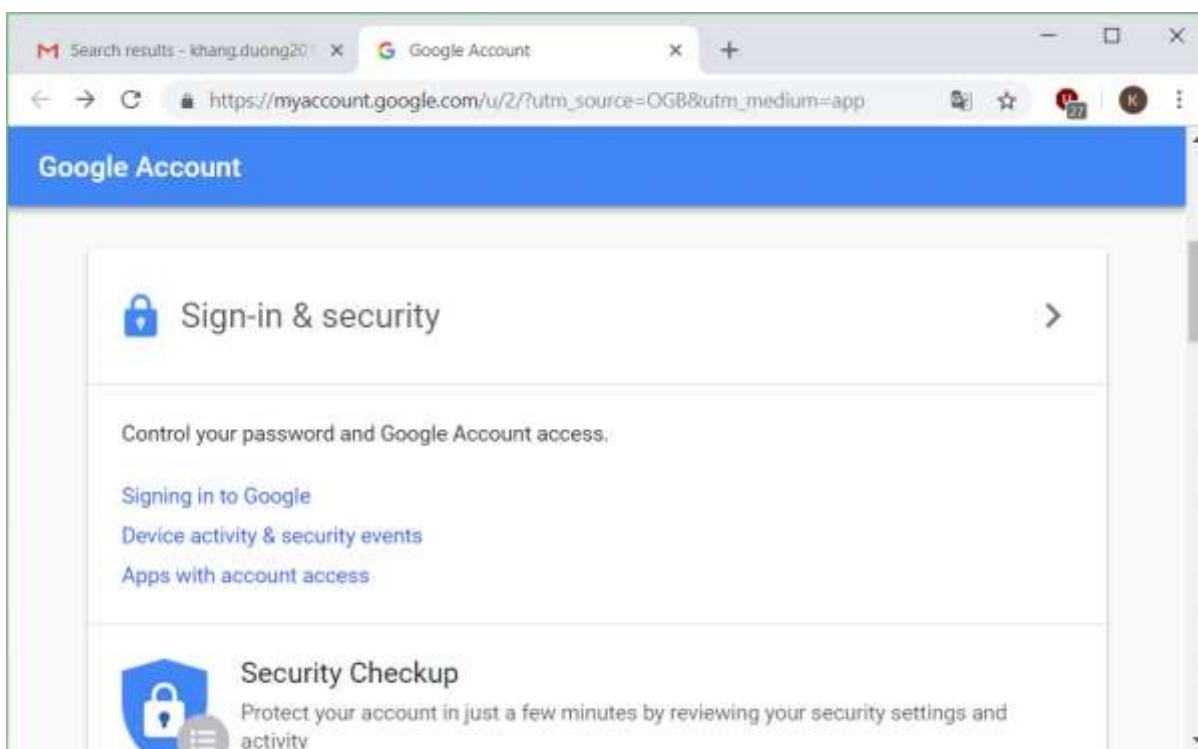 Search results - khang.duong201
Google Account
https://myaccount.google.com/u/2/?utm_source=OGB&utm_medium=app
27
K
Google Account
Sign-in & security
Control your password and Google Account access.
Signing in to Google
Device activity & security events
Apps with account access
Security Checkup
Protect your account in just a few minutes by reviewing your security settings and
activity